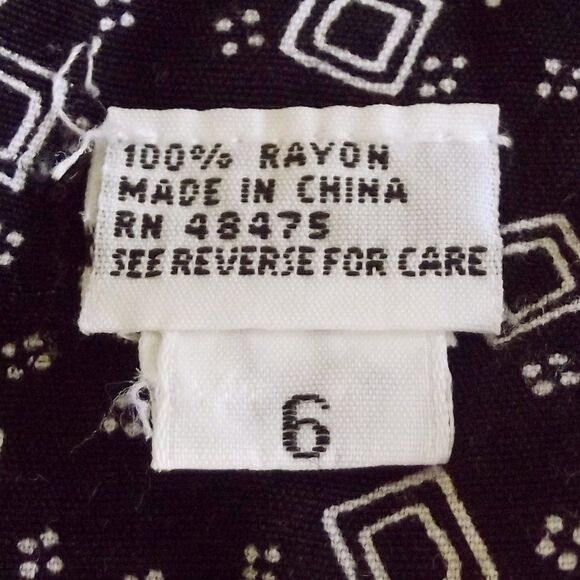 100% RAYON
MADE IN CHINA
RN 48475
SEE REVERSE FOR CARE
6